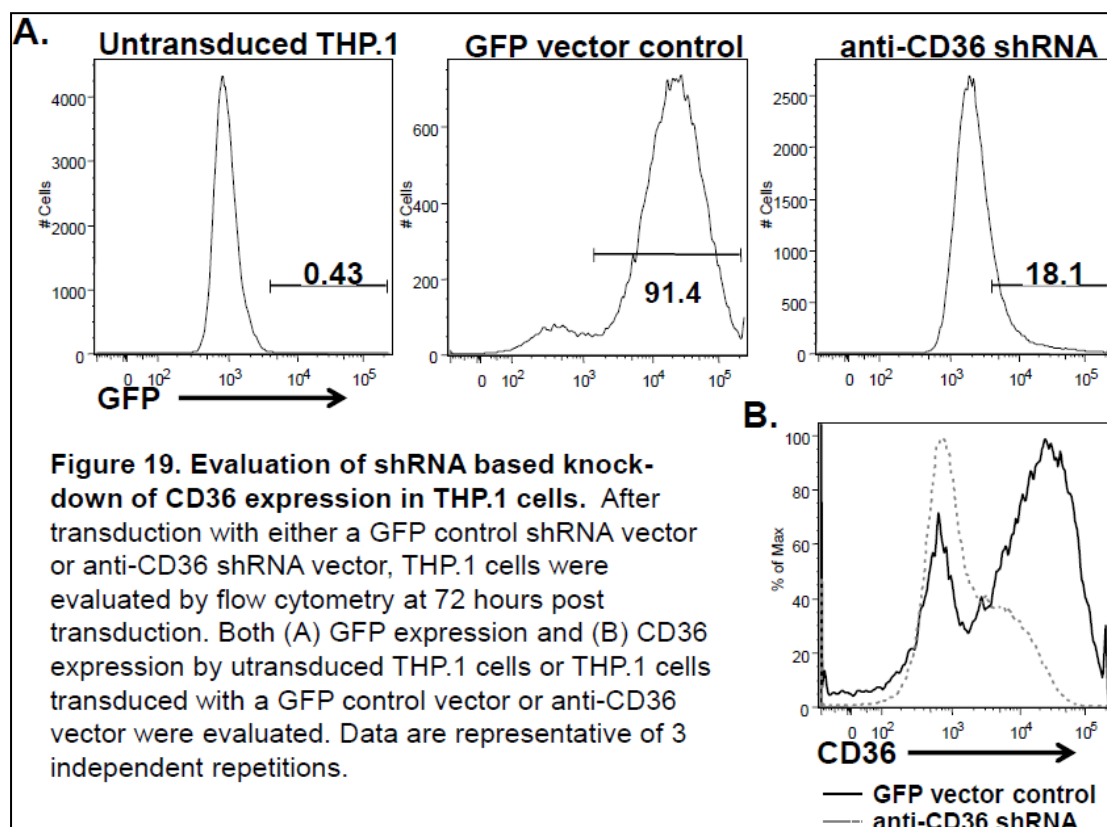 A.
Untransduced THP.1 GFP vector control anti-CD36 shRNA
# Cells
4000
3000
2000
1000
0
0.43
0 10² 10³ 10⁴ 10⁵
# Cells
600
400
200
0
91.4
0 10² 10³ 10⁴ 10⁵
# Cells
2500
2000
1500
1000
500
0
18.1
0 10² 10³ 10⁴ 10⁵
GFP
Figure 19. Evaluation of shRNA based knock-
down of CD36 expression in THP.1 cells. After
transduction with either a GFP control shRNA vector
or anti-CD36 shRNA vector, THP.1 cells were
evaluated by flow cytometry at 72 hours post
transduction. Both (A) GFP expression and (B) CD36
expression by utransduced THP.1 cells or THP.1 cells
transduced with a GFP control vector or anti-CD36
vector were evaluated. Data are representative of 3
independent repetitions.
B.
% of Max
100
80
60
40
20
0
0 10² 10³ 10⁴ 10⁵
CD36
GFP vector control
anti-CD36 shRNA